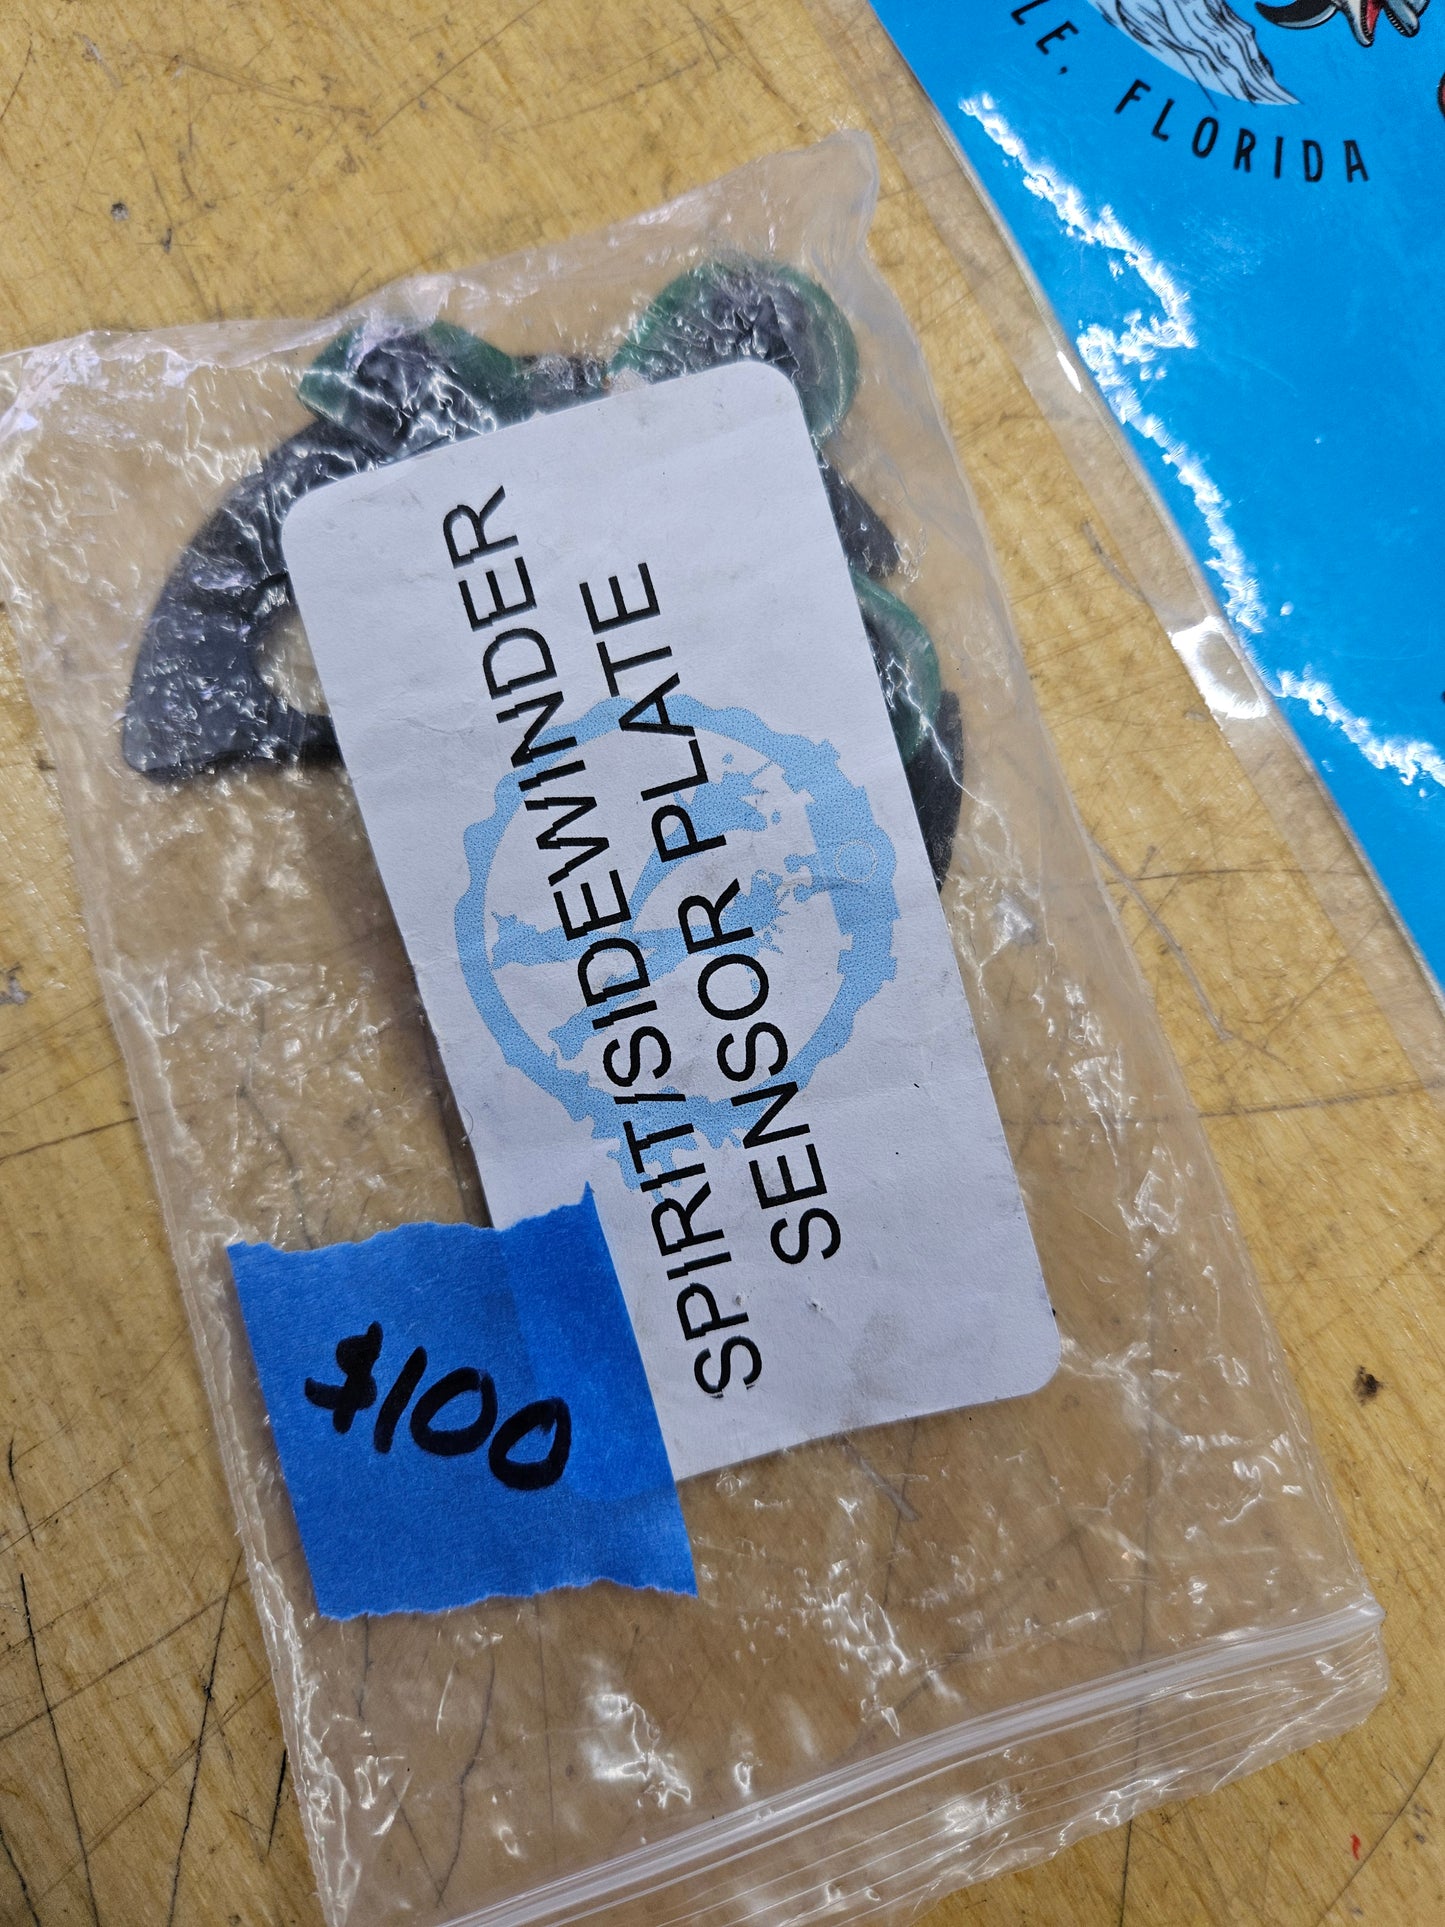 FLORIDA
SPIRIT/SIDEWINDER
SENSOR PLATE
$100